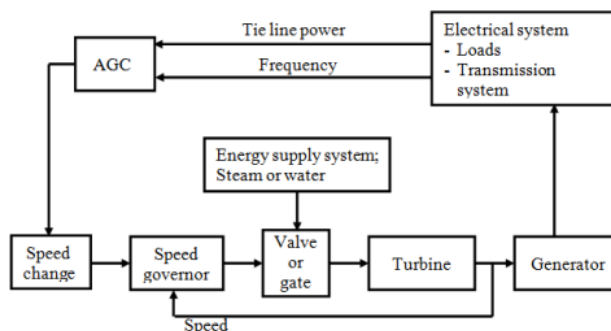 Tie line power
Electrical system
- Loads
- Transmission
system
AGC
Frequency
Energy supply system;
Steam or water
Speed
change
Speed
governor
Valve
or
gate
Turbine
Generator
Speed